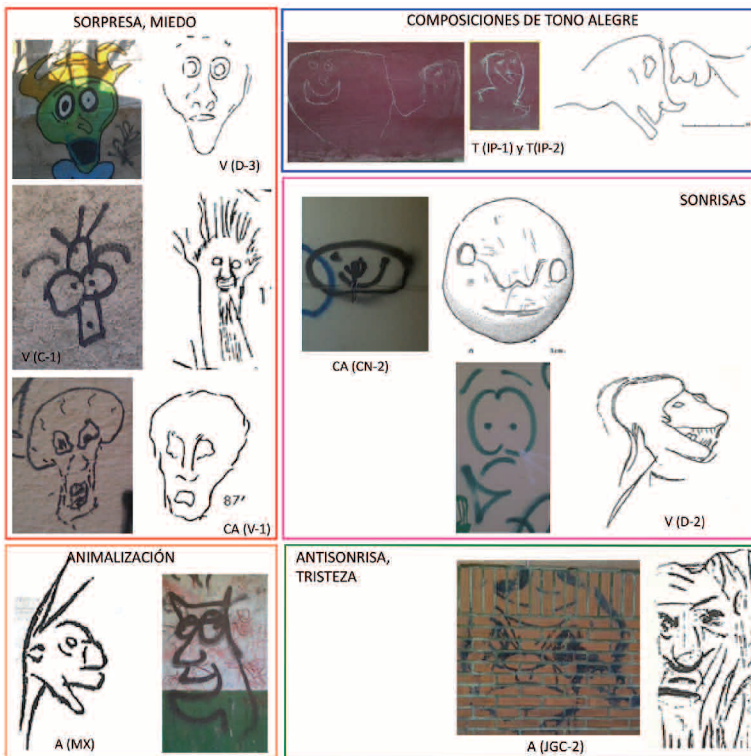 SORPRESA, MIEDO
V (D-3)
V (C-1)
87'
CA (V-1)
COMPOSICIONES DE TONO ALEGRE
T (IP-1) y T(IP-2)
SONRISAS
CA (CN-2)
V (D-2)
ANIMALIZACIÓN
A (MX)
ANTISONRISA,
TRISTEZA
A (JGC-2)